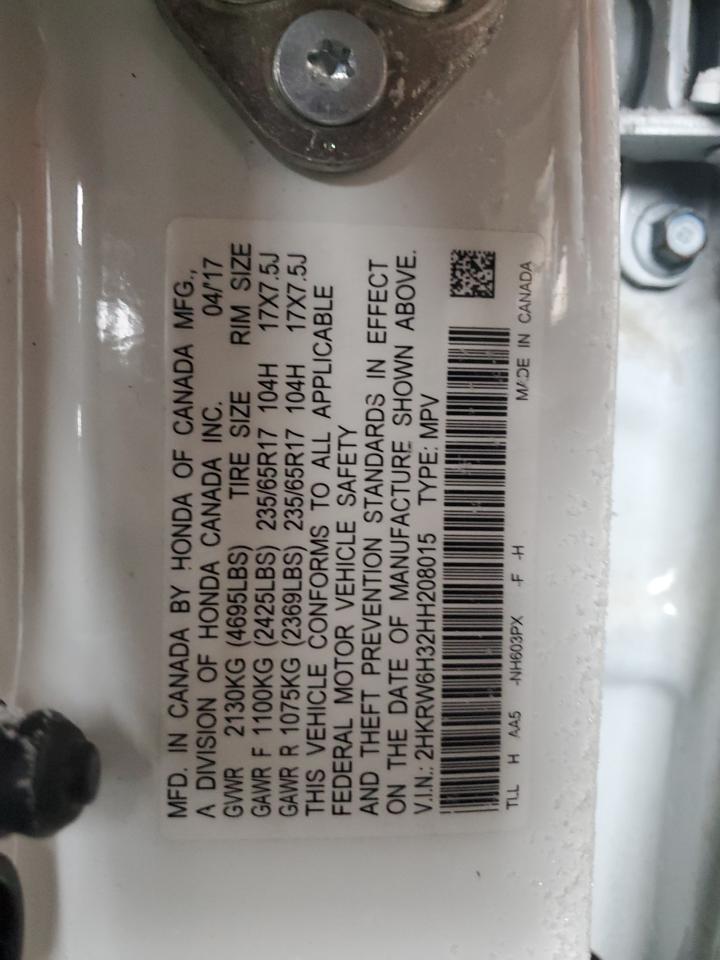 MFD. IN CANADA BY HONDA OF CANADA MFG.,
A DIVISION OF HONDA CANADA INC. 04/'17
GVWR 2130KG (4695LBS) TIRE SIZE RIM SIZE
GAWR F 1100KG (2425LBS) 235/65R17 104H 17X7.5J
GAWR R 1075KG (2369LBS) 235/65R17 104H 17X7.5J
THIS VEHICLE CONFORMS TO ALL APPLICABLE
FEDERAL MOTOR VEHICLE SAFETY
AND THEFT PREVENTION STANDARDS IN EFFECT
ON THE DATE OF MANUFACTURE SHOWN ABOVE.
V.IN.: 2HKRW6H32HH208015 TYPE: MPV
TLL H AA5 -NH603PX -F -H MADE IN CANADA